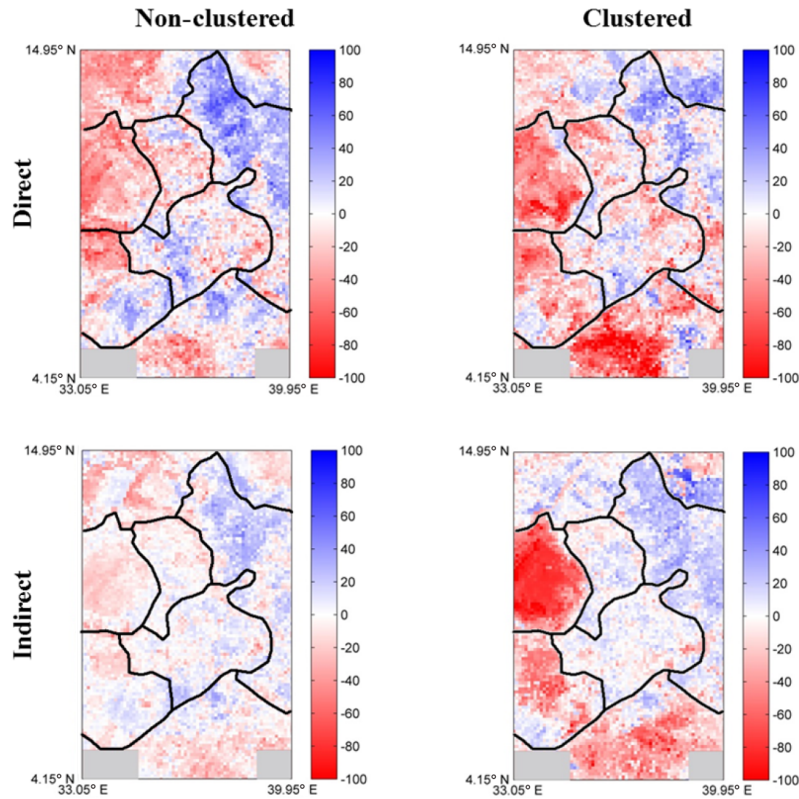 Non-clustered
Clustered
Direct
14.95° N
4.15° N
33.05° E
39.95° E
100
80
60
40
20
0
-20
-40
-60
-80
-100
14.95° N
4.15° N
33.05° E
39.95° E
100
80
60
40
20
0
-20
-40
-60
-80
-100
Indirect
14.95° N
4.15° N
33.05° E
39.95° E
100
80
60
40
20
0
-20
-40
-60
-80
-100
14.95° N
4.15° N
33.05° E
39.95° E
100
80
60
40
20
0
-20
-40
-60
-80
-100